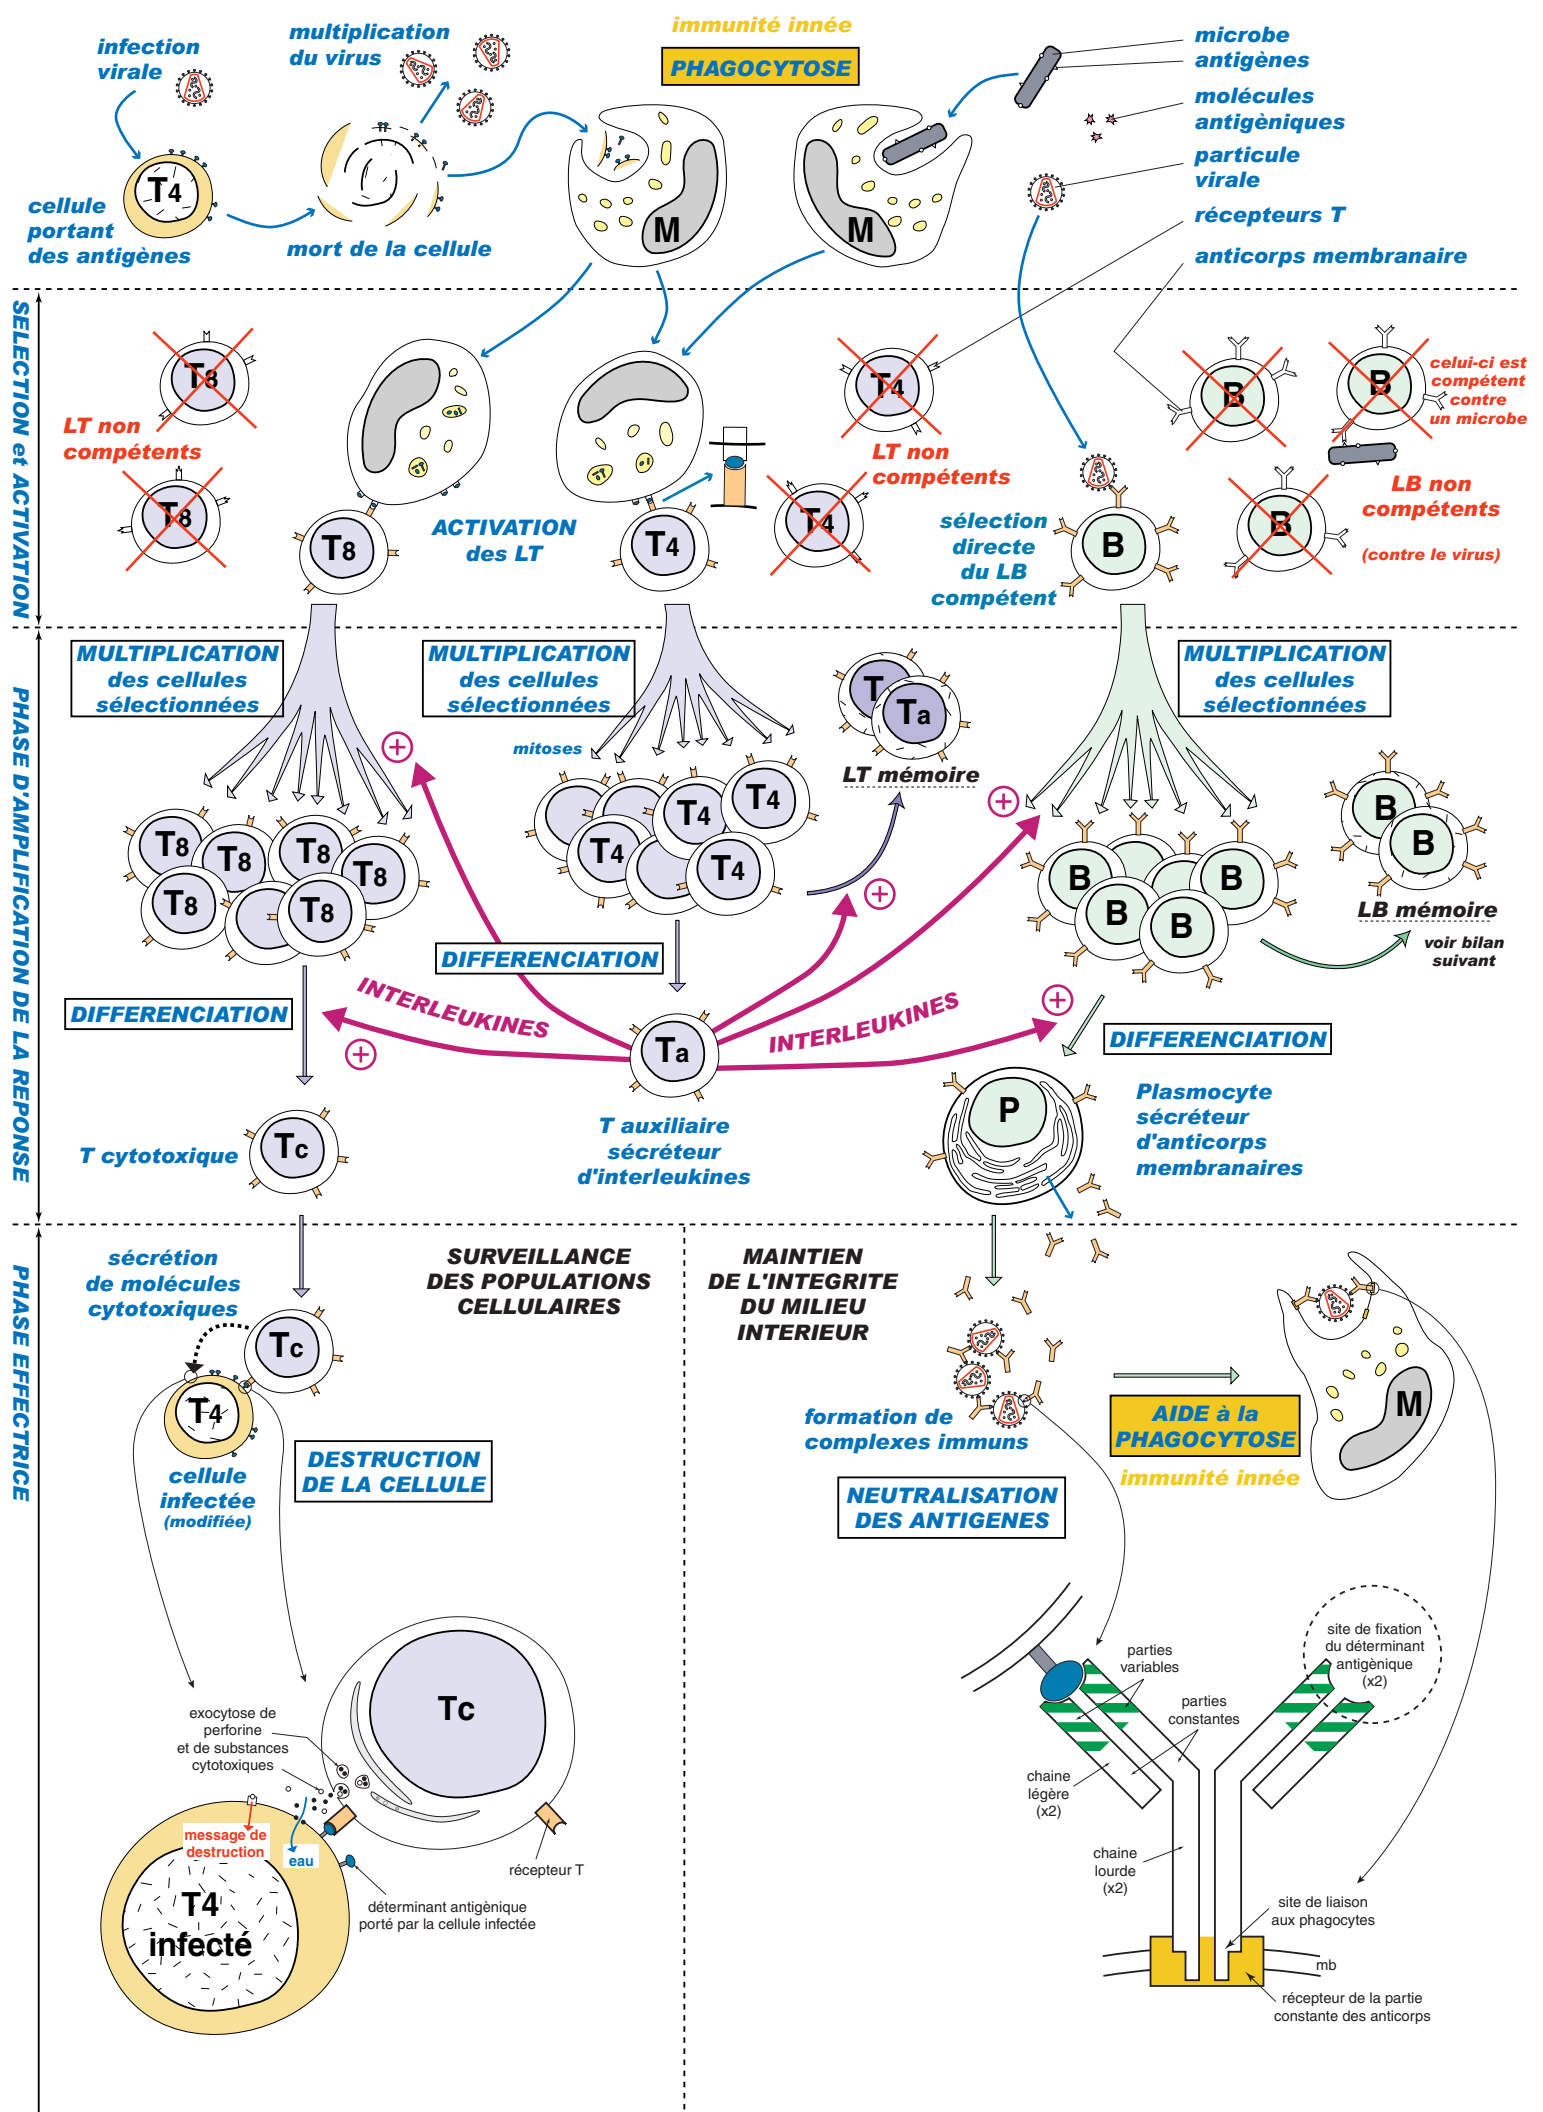 infection
virale
multiplication
du virus
immunité innée
PHAGOCYTOSE
microbe
antigènes
molécules
antigèniques
particule
virale
récepteurs T
anticorps membranaire
T4
cellule
portant
des antigènes
mort de la cellule
M
M
SELECTION et ACTIVATION
T8
LT non
compétents
T8
T8
ACTIVATION
des LT
T4
T4
LT non
compétents
T4
sélection
directe
du LB
compétent
B
B
B
celui-ci est
compétent
contre
un microbe
B
LB non
compétents
(contre le virus)
PHASE D'AMPLIFICATION DE LA REPONSE
MULTIPLICATION
des cellules
sélectionnées
MULTIPLICATION
des cellules
sélectionnées
mitoses
T
Ta
LT mémoire
MULTIPLICATION
des cellules
sélectionnées
T8
T8
T8
T8
T8
T8
T4
T4
T4
T4
B
B
B
B
B
B
LB mémoire
voir bilan
suivant
DIFFERENCIATION
DIFFERENCIATION
INTERLEUKINES
INTERLEUKINES
DIFFERENCIATION
Ta
T auxiliaire
sécréteur
d'interleukines
T cytotoxique
Tc
P
Plasmocyte
sécréteur
d'anticorps
membranaires
PHASE EFFECTRICE
sécrétion
de molécules
cytotoxiques
SURVEILLANCE
DES POPULATIONS
CELLULAIRES
MAINTIEN
DE L'INTEGRITE
DU MILIEU
INTERIEUR
Tc
T4
cellule
infectée
(modifiée)
DESTRUCTION
DE LA CELLULE
formation de
complexes immuns
NEUTRALISATION
DES ANTIGENES
AIDE à la
PHAGOCYTOSE
immunité innée
M
exocytose de
perforine
et de substances
cytotoxiques
Tc
message de
destruction
eau
récepteur T
déterminant antigènique
porté par la cellule infectée
T4
infecté
parties
variables
parties
constantes
site de fixation
du déterminant
antigènique
(x2)
chaine
légère
(x2)
chaine
lourde
(x2)
site de liaison
aux phagocytes
mb
récepteur de la partie
constante des anticorps